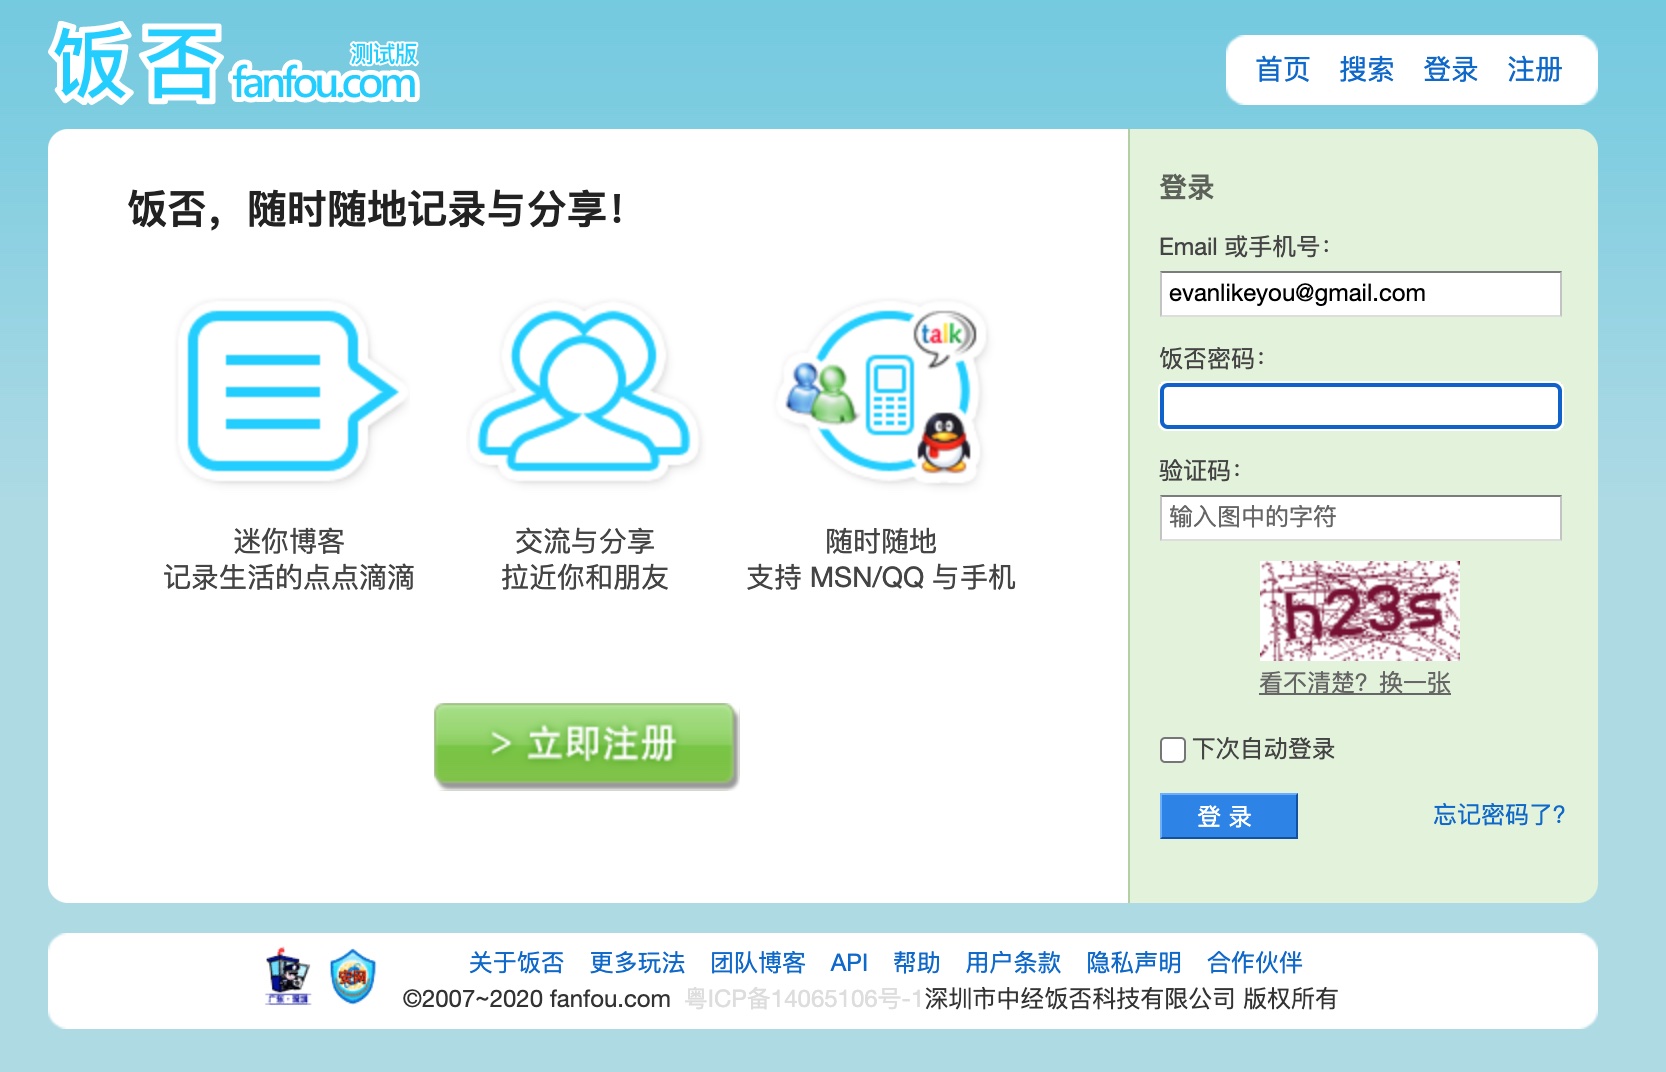 饭否 测试版
fanfou.com
首页 搜索 登录 注册
饭否，随时随地记录与分享！
talk
迷你博客
记录生活的点点滴滴
交流与分享
拉近你和朋友
随时随地
支持 MSN/QQ 与手机
> 立即注册
登录
Email 或手机号：
evanlikeyou@gmail.com
饭否密码：
验证码：
输入图中的字符
h23s
看不清楚？换一张
下次自动登录
登 录
忘记密码了？
关于饭否 更多玩法 团队博客 API 帮助 用户条款 隐私声明 合作伙伴
©2007~2020 fanfou.com 粤ICP备14065106号-1深圳市中经饭否科技有限公司 版权所有